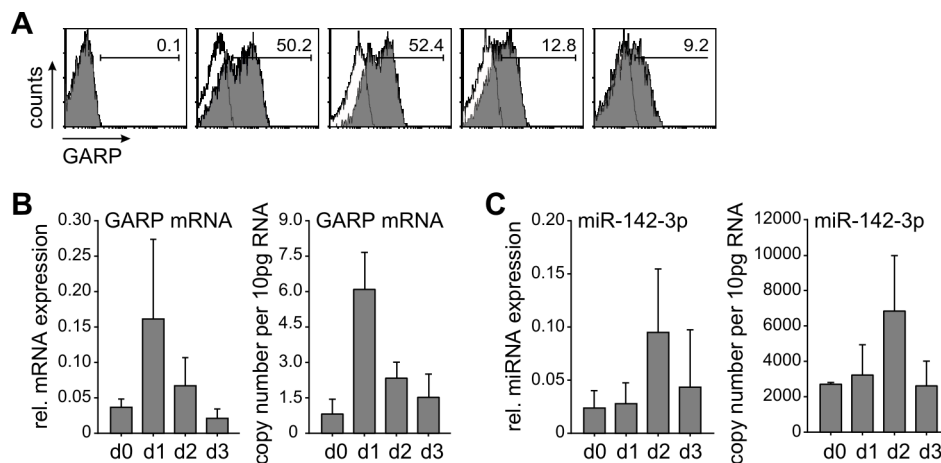 A
0.1
50.2
52.4
12.8
9.2
counts
GARP
B
GARP mRNA
rel. mRNA expression
0.30
0.25
0.20
0.15
0.10
0.05
0
d0 d1 d2 d3
GARP mRNA
copy number per 10pg RNA
9.0
7.5
6.0
4.5
3.0
1.5
0
d0 d1 d2 d3
C
miR-142-3p
rel. miRNA expression
0.20
0.15
0.10
0.05
0
d0 d1 d2 d3
miR-142-3p
copy number per 10pg RNA
12000
10000
8000
6000
4000
2000
0
d0 d1 d2 d3